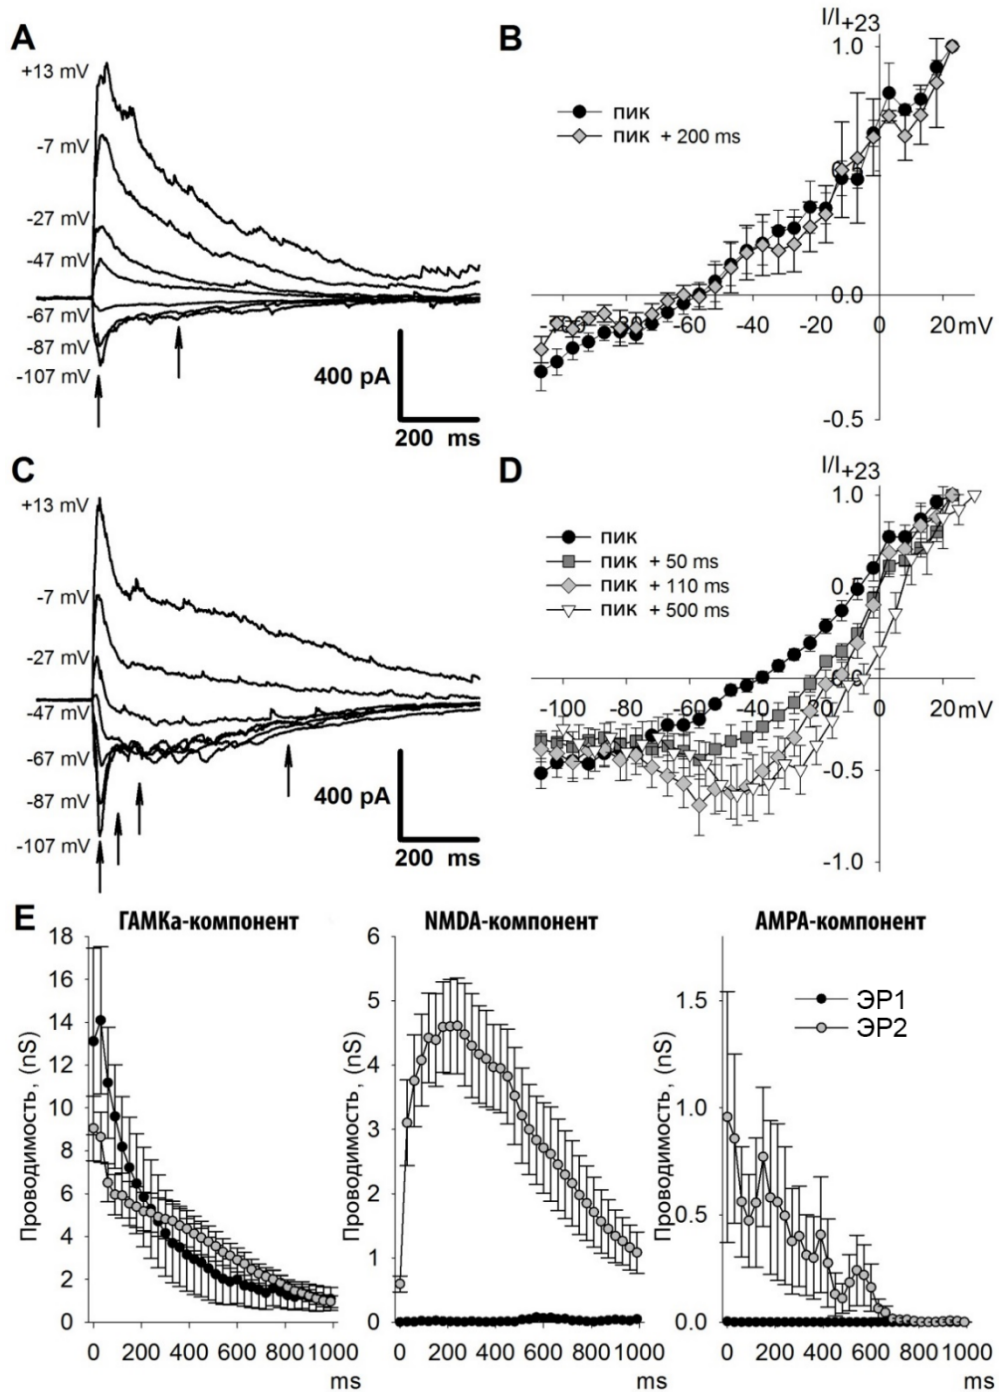 A
+13 mV
-7 mV
-27 mV
-47 mV
-67 mV
-87 mV
-107 mV
400 pA
200 ms
B
I/I+23
1.0
пик
пик + 200 ms
0.0
-60
-40
-20
0
20 mV
-0.5
C
+13 mV
-7 mV
-27 mV
-47 mV
-67 mV
-87 mV
-107 mV
400 pA
200 ms
D
I/I+23
1.0
пик
пик + 50 ms
пик + 110 ms
пик + 500 ms
-100
-80
-60
-40
-20
0
20 mV
-0.5
-1.0
E
ГАМКа-компонент
NMDA-компонент
AMPA-компонент
Проводимость, (nS)
18
16
14
12
10
8
6
4
2
0
0 200 400 600 800 1000
ms
Проводимость, (nS)
6
5
4
3
2
1
0
0 200 400 600 800 1000
ms
Проводимость, (nS)
1.5
1.0
0.5
0.0
0 200 400 600 800 1000
ms
ЭР1
ЭР2